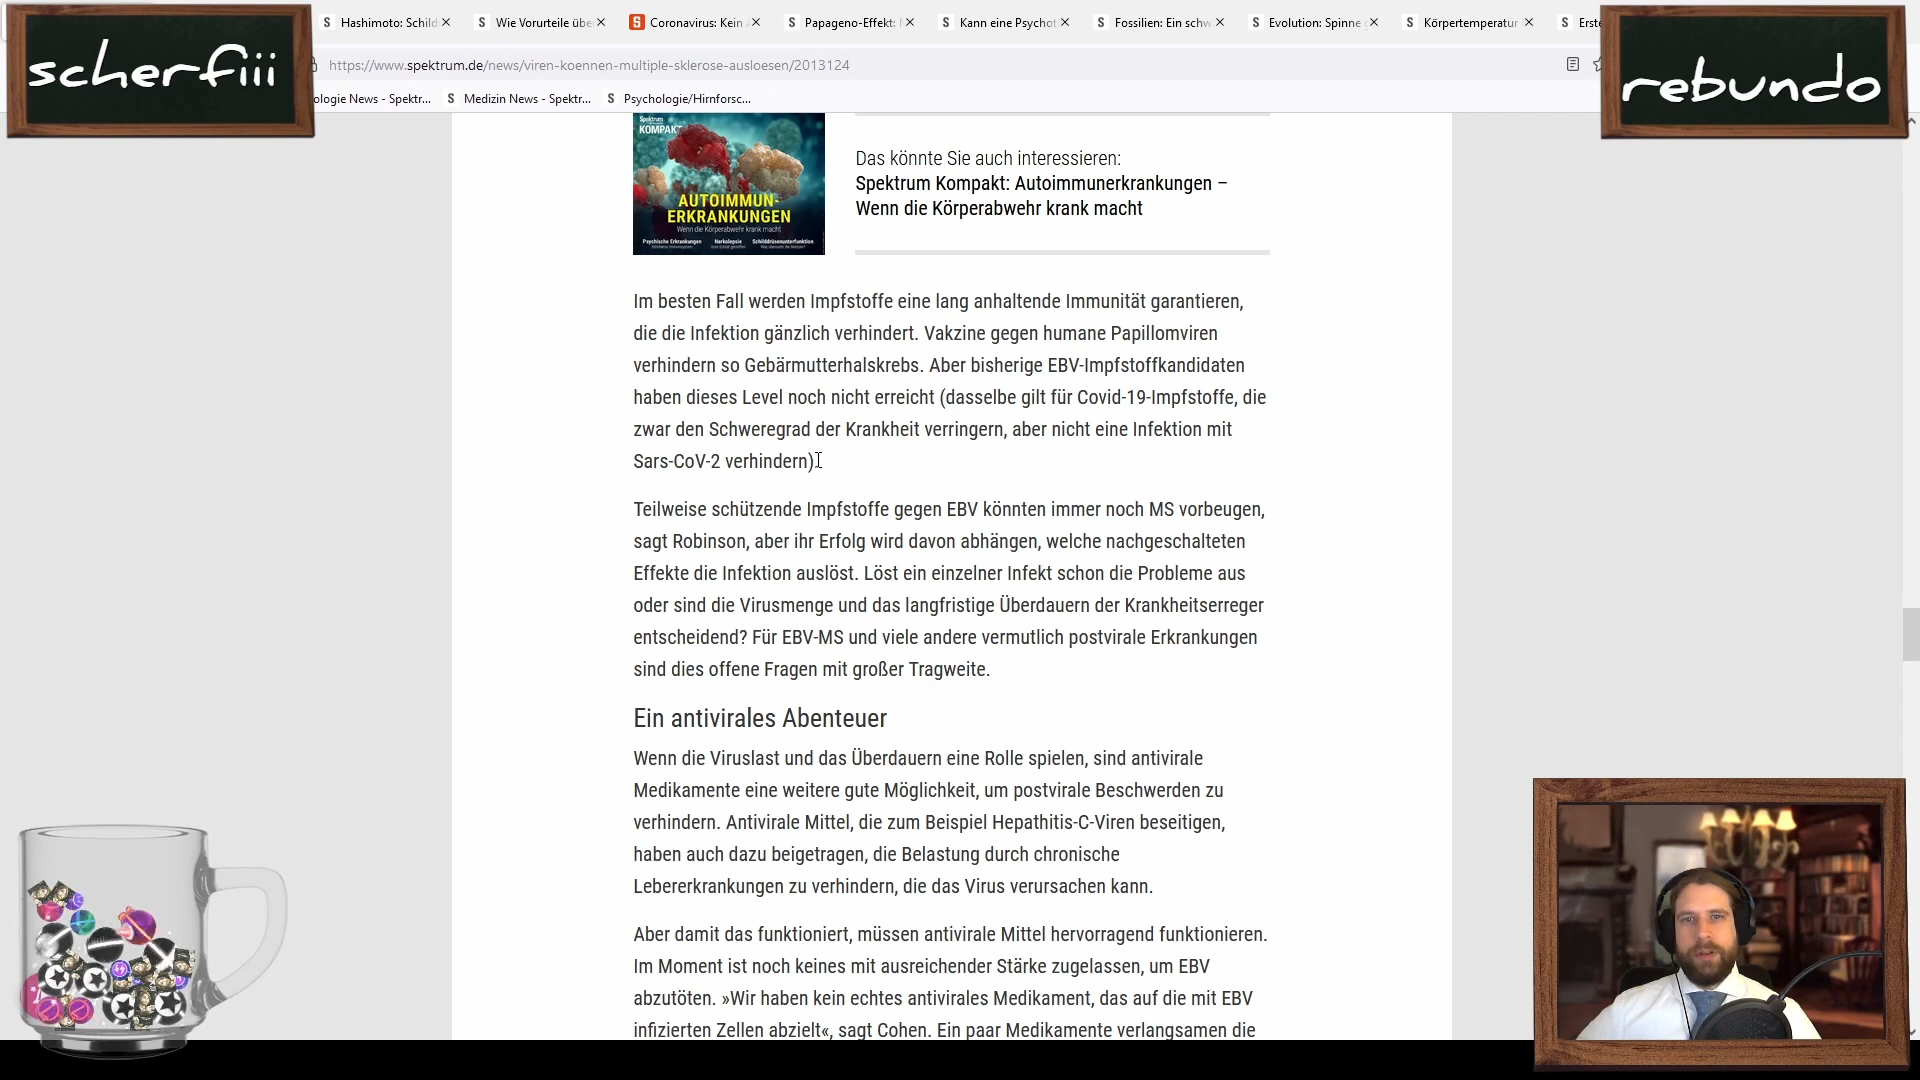 scherfiii
rebundo
Hashimoto: Schild
Wie Vorurteile übe
Coronavirus: Kein A
Papageno-Effekt:
Kann eine Psychot
Fossilien: Ein schw
Evolution: Spinne
Körpertemperatur
Erste
https://www.spektrum.de/news/viren-koennen-multiple-sklerose-ausloesen/2013124
ologie News - Spektr...
Medizin News - Spektr...
Psychologie/Hirnforsc...
Spektrum
KOMPAKT
AUTOIMMUN-
ERKRANKUNGEN
Wenn die Körperabwehr krank macht
Psychische Erkrankungen
Narkolepsie
Schilddrüsenunterfunktion
Das könnte Sie auch interessieren:
Spektrum Kompakt: Autoimmunerkrankungen –
Wenn die Körperabwehr krank macht
Im besten Fall werden Impfstoffe eine lang anhaltende Immunität garantieren,
die die Infektion gänzlich verhindert. Vakzine gegen humane Papillomviren
verhindern so Gebärmutterhalskrebs. Aber bisherige EBV-Impfstoffkandidaten
haben dieses Level noch nicht erreicht (dasselbe gilt für Covid-19-Impfstoffe, die
zwar den Schweregrad der Krankheit verringern, aber nicht eine Infektion mit
Sars-CoV-2 verhindern).
Teilweise schützende Impfstoffe gegen EBV könnten immer noch MS vorbeugen,
sagt Robinson, aber ihr Erfolg wird davon abhängen, welche nachgeschalteten
Effekte die Infektion auslöst. Löst ein einzelner Infekt schon die Probleme aus
oder sind die Virusmenge und das langfristige Überdauern der Krankheitserreger
entscheidend? Für EBV-MS und viele andere vermutlich postvirale Erkrankungen
sind dies offene Fragen mit großer Tragweite.
Ein antivirales Abenteuer
Wenn die Viruslast und das Überdauern eine Rolle spielen, sind antivirale
Medikamente eine weitere gute Möglichkeit, um postvirale Beschwerden zu
verhindern. Antivirale Mittel, die zum Beispiel Hepathitis-C-Viren beseitigen,
haben auch dazu beigetragen, die Belastung durch chronische
Lebererkrankungen zu verhindern, die das Virus verursachen kann.
Aber damit das funktioniert, müssen antivirale Mittel hervorragend funktionieren.
Im Moment ist noch keines mit ausreichender Stärke zugelassen, um EBV
abzutöten. »Wir haben kein echtes antivirales Medikament, das auf die mit EBV
infizierten Zellen abzielt«, sagt Cohen. Ein paar Medikamente verlangsamen die